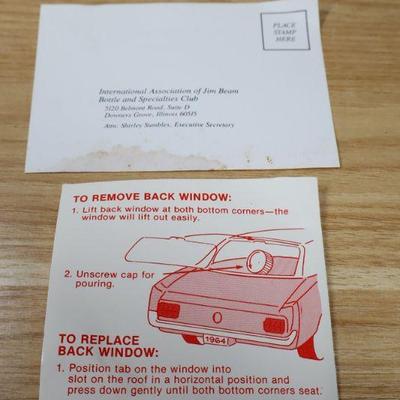 PLACE
STAMP
HERE
International Association of Jim Beam
Bottle and Specialties Club
5120 Belmont Road, Suite D
Downers Grove, Illinois 60515
Attn: Shirley Sumbles, Executive Secretary
TO REMOVE BACK WINDOW:
1. Lift back window at both bottom corners—the
window will lift out easily.
2. Unscrew cap for
pouring.
1964
TO REPLACE
BACK WINDOW:
1. Position tab on the window into
slot on the roof in a horizontal position and
press down gently until both bottom corners seat.